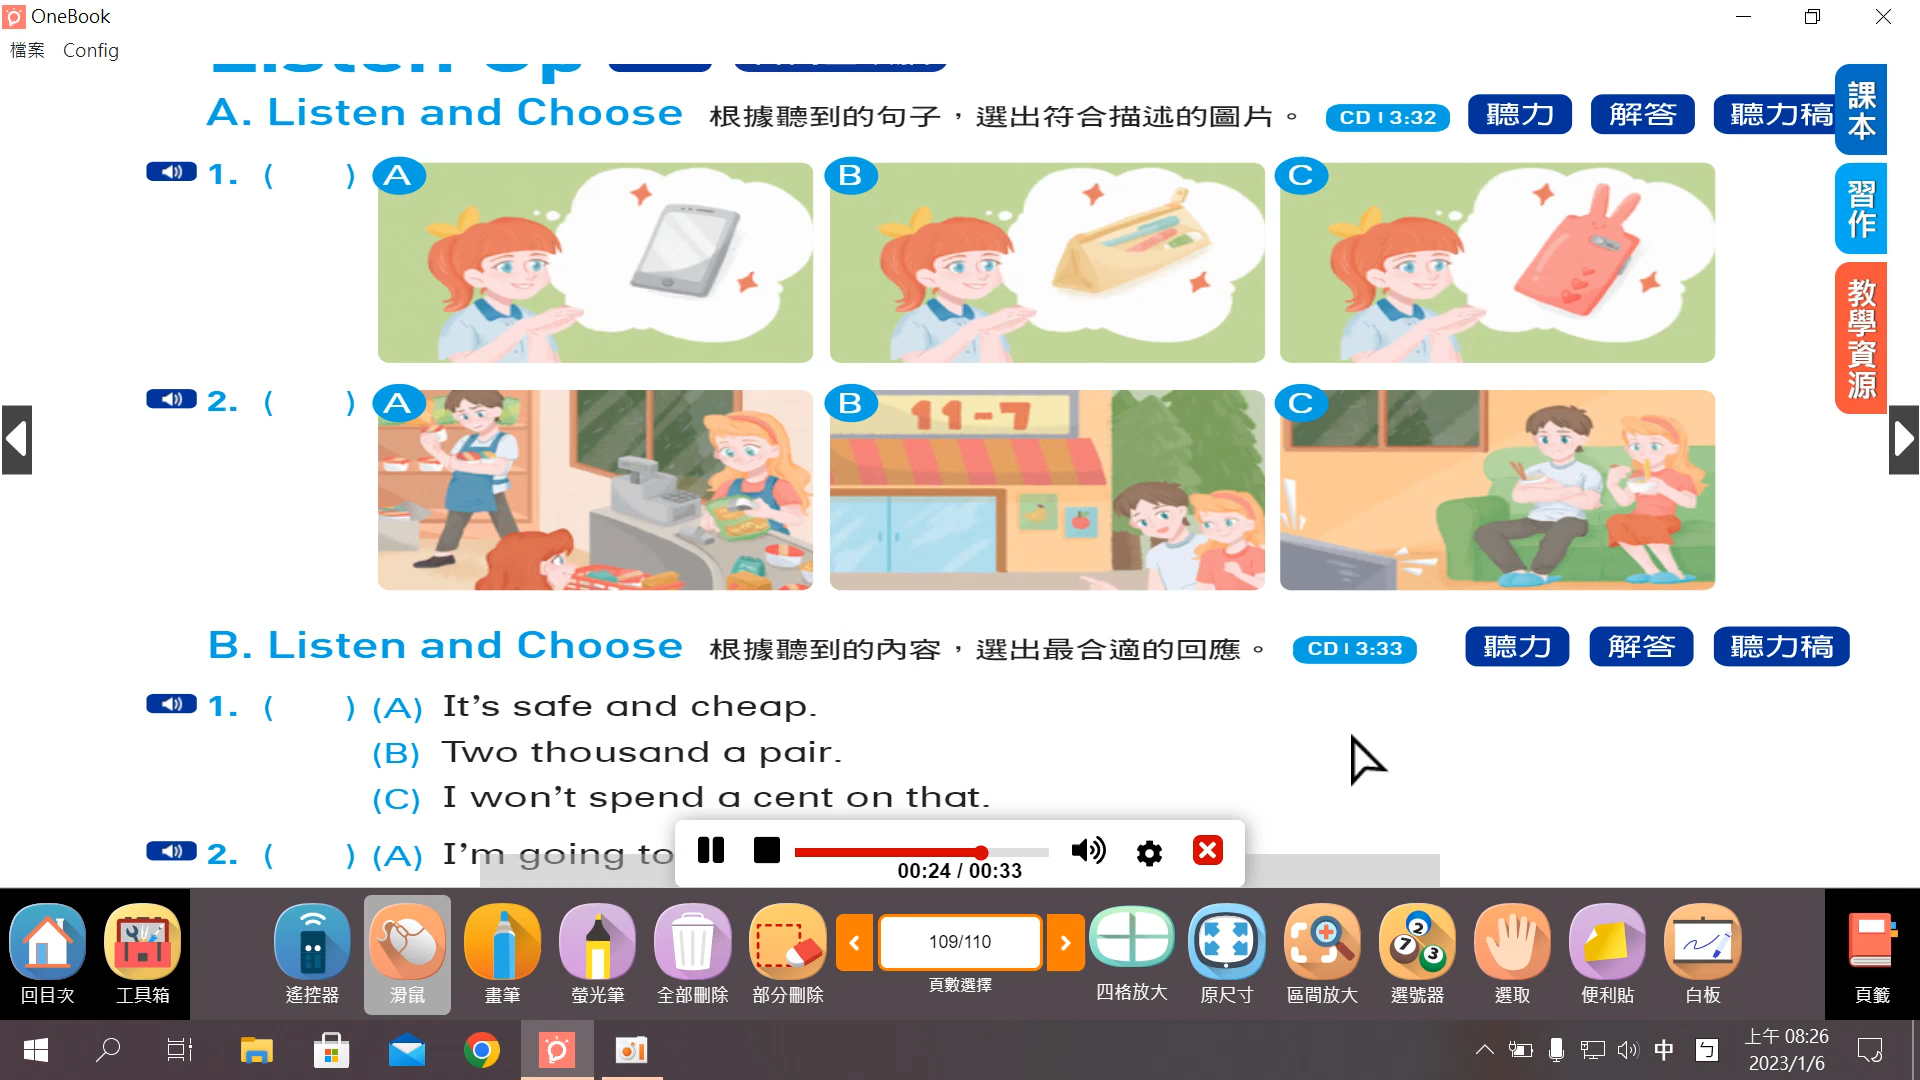 OneBook
檔案 Config
A. Listen and Choose 根據聽到的句子，選出符合描述的圖片。 CD I 3:32 聽力 解答 聽力稿
課本
習作
教學資源
1. ( ) A B C
2. ( ) A B C
11-7
B. Listen and Choose 根據聽到的內容，選出最合適的回應。 CD I 3:33 聽力 解答 聽力稿
1. ( ) (A) It's safe and cheap.
(B) Two thousand a pair.
(C) I won't spend a cent on that.
2. ( ) (A) I'm going to
00:24 / 00:33
109/110
2 7 3
回目次 工具箱 遙控器 滑鼠 畫筆 螢光筆 全部刪除 部分刪除 頁數選擇 四格放大 原尺寸 區間放大 選號器 選取 便利貼 白板 頁籤
中 ㄅ 上午 08:26
2023/1/6